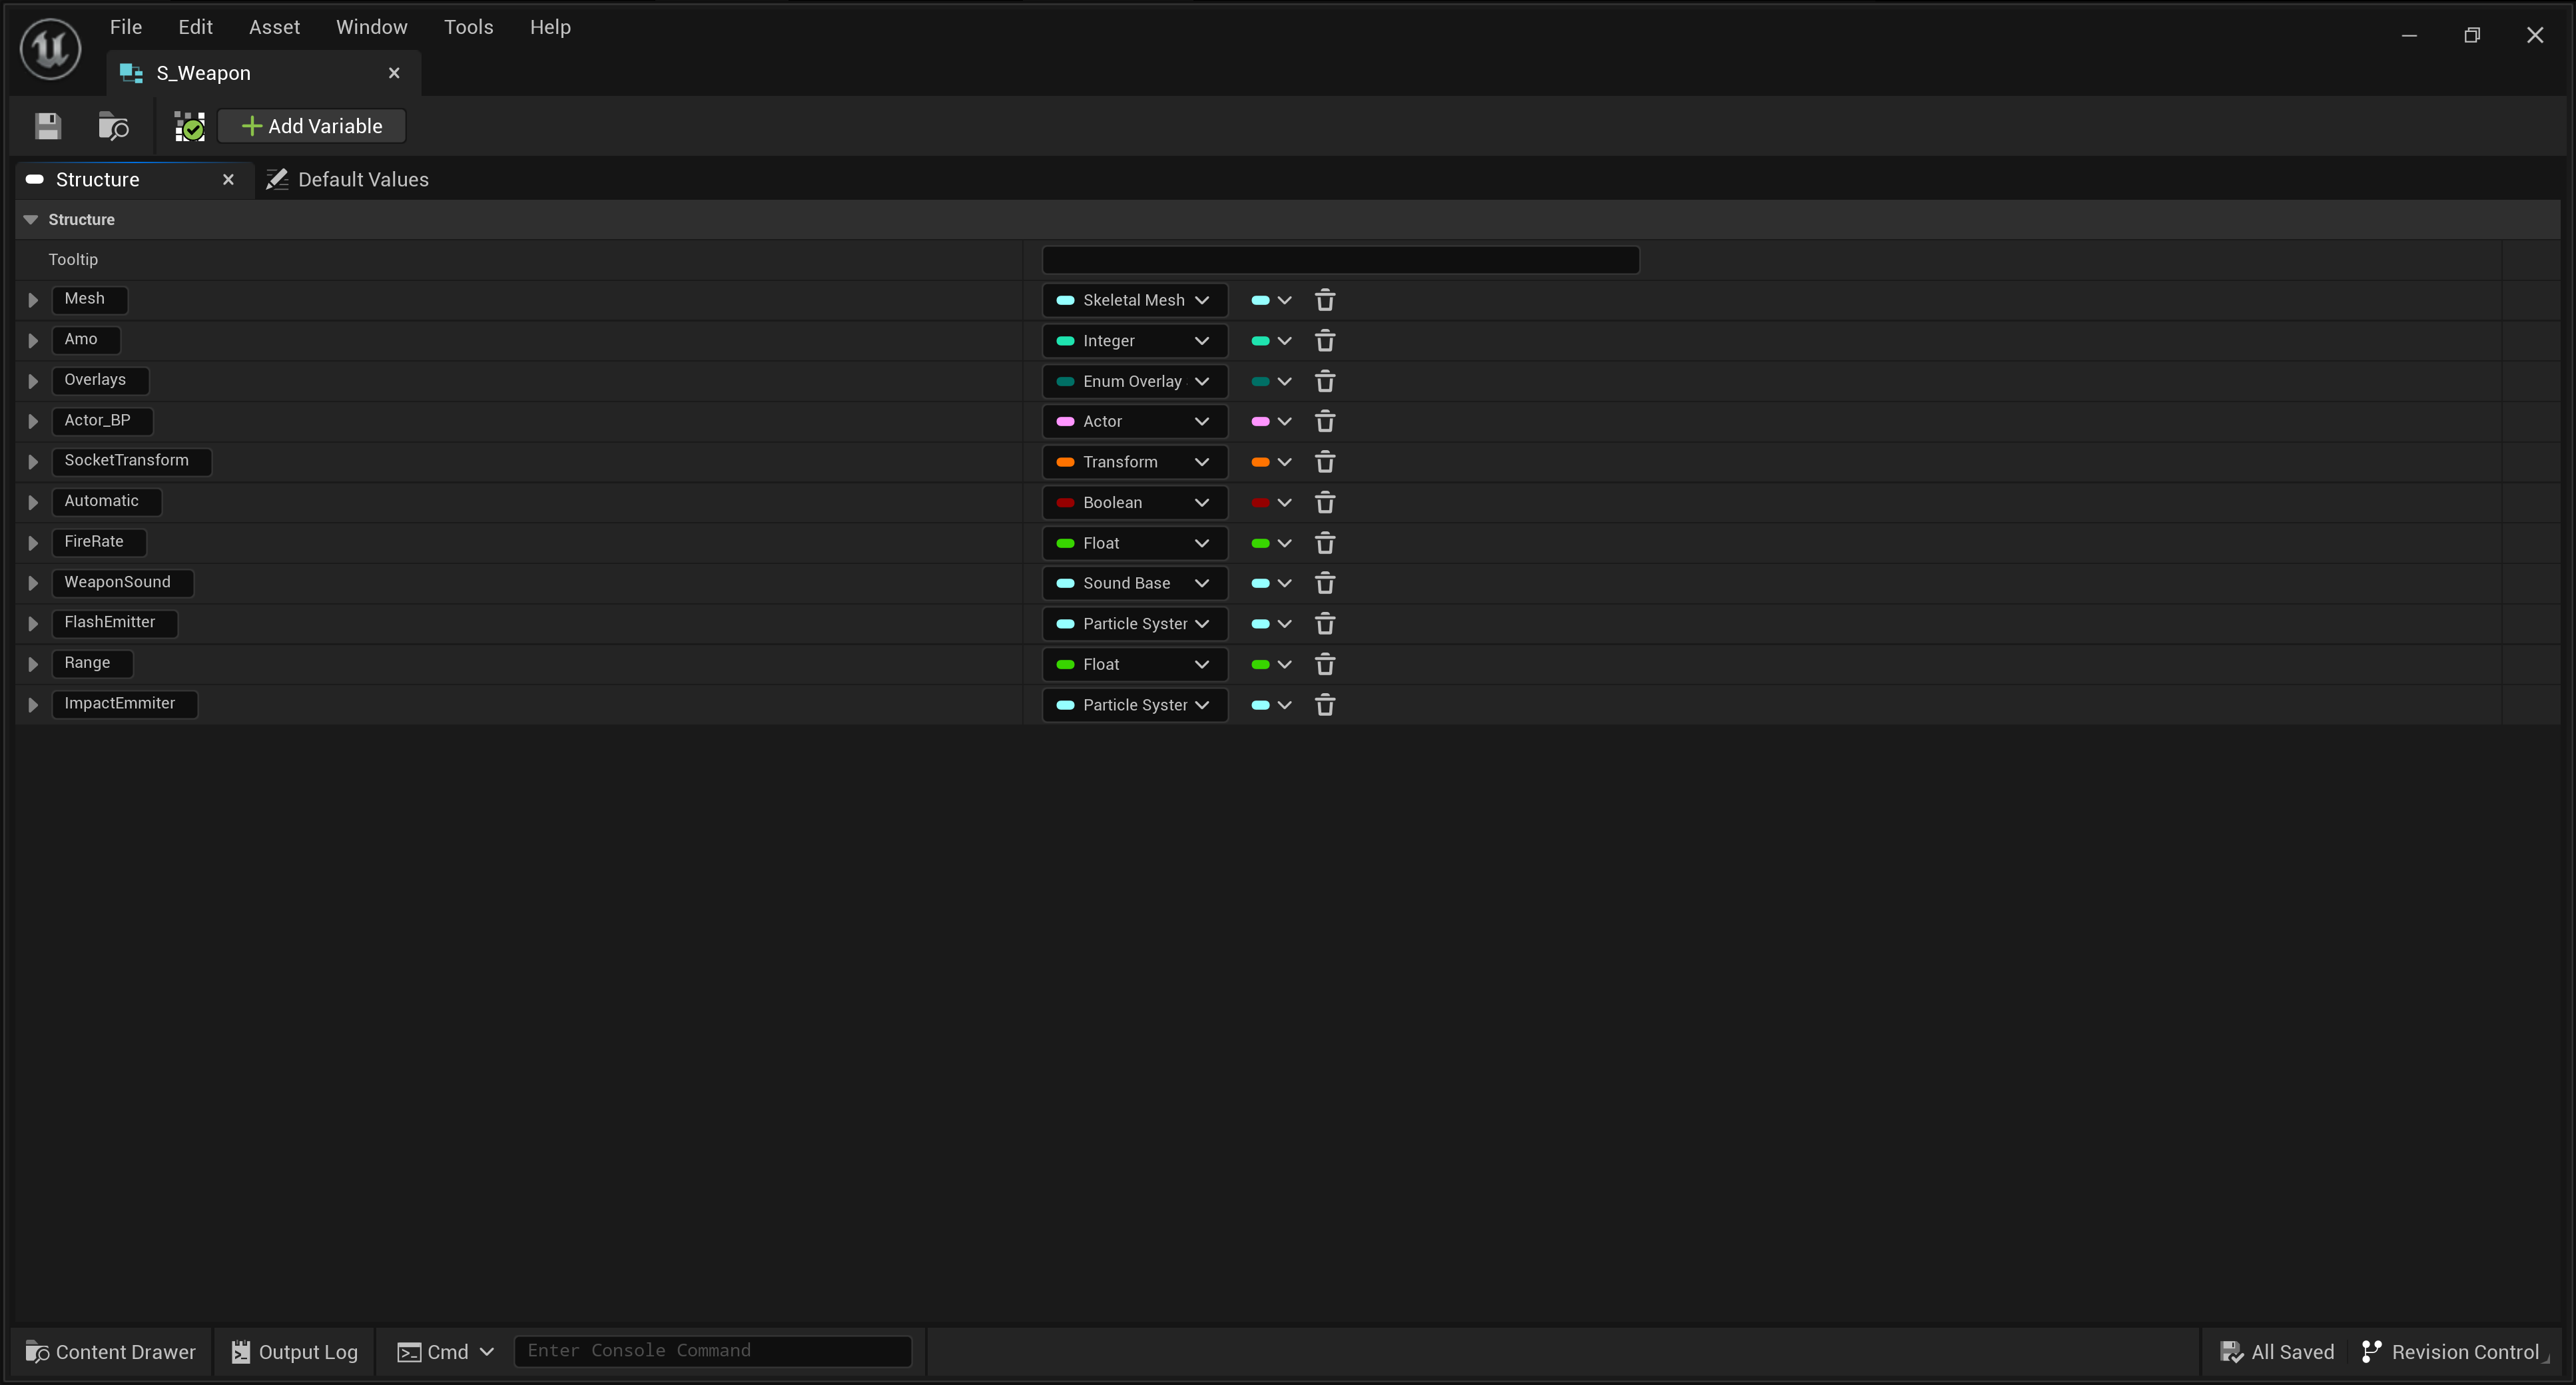 File Edit Asset Window Tools Help
S_Weapon
Add Variable
Structure Default Values
Structure
Tooltip
Mesh Skeletal Mesh
Amo Integer
Overlays Enum Overlay
Actor_BP Actor
SocketTransform Transform
Automatic Boolean
FireRate Float
WeaponSound Sound Base
FlashEmitter Particle Syster
Range Float
ImpactEmmiter Particle Syster
Content Drawer Output Log Cmd Enter Console Command All Saved Revision Control